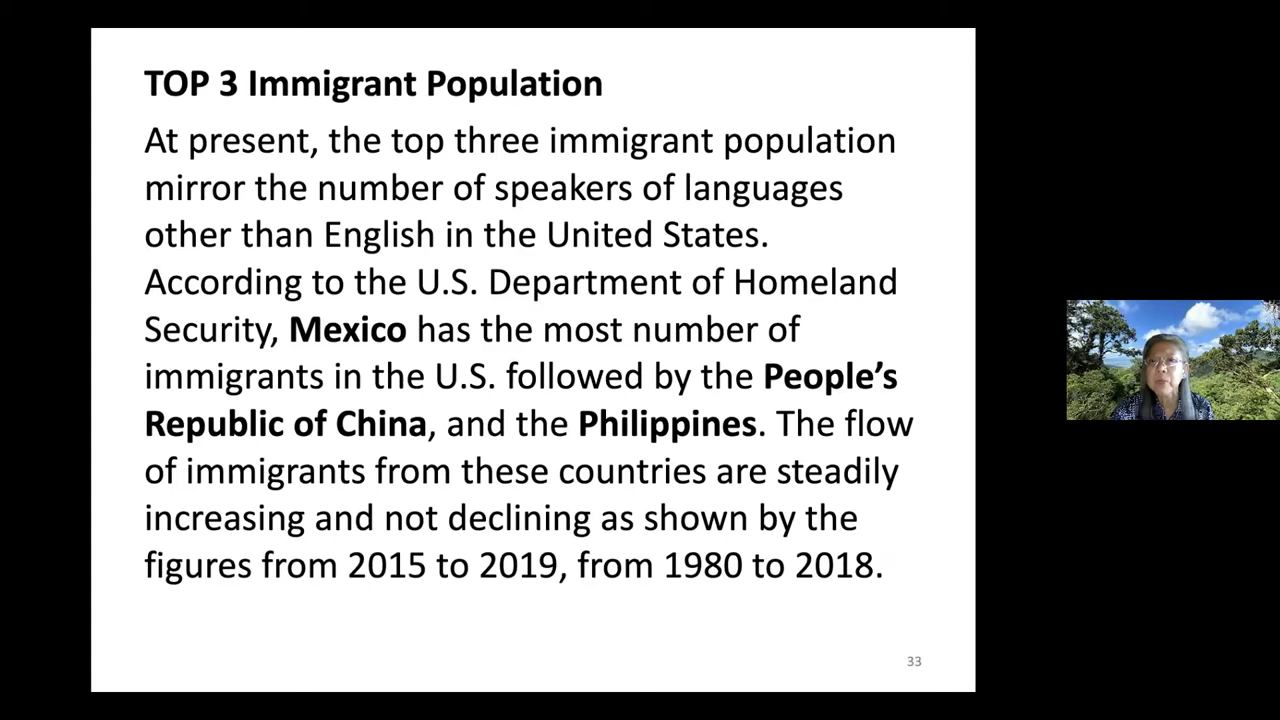 TOP 3 Immigrant Population
At present, the top three immigrant population
mirror the number of speakers of languages
other than English in the United States.
According to the U.S. Department of Homeland
Security, Mexico has the most number of
immigrants in the U.S. followed by the People’s
Republic of China, and the Philippines. The flow
of immigrants from these countries are steadily
increasing and not declining as shown by the
figures from 2015 to 2019, from 1980 to 2018.
33